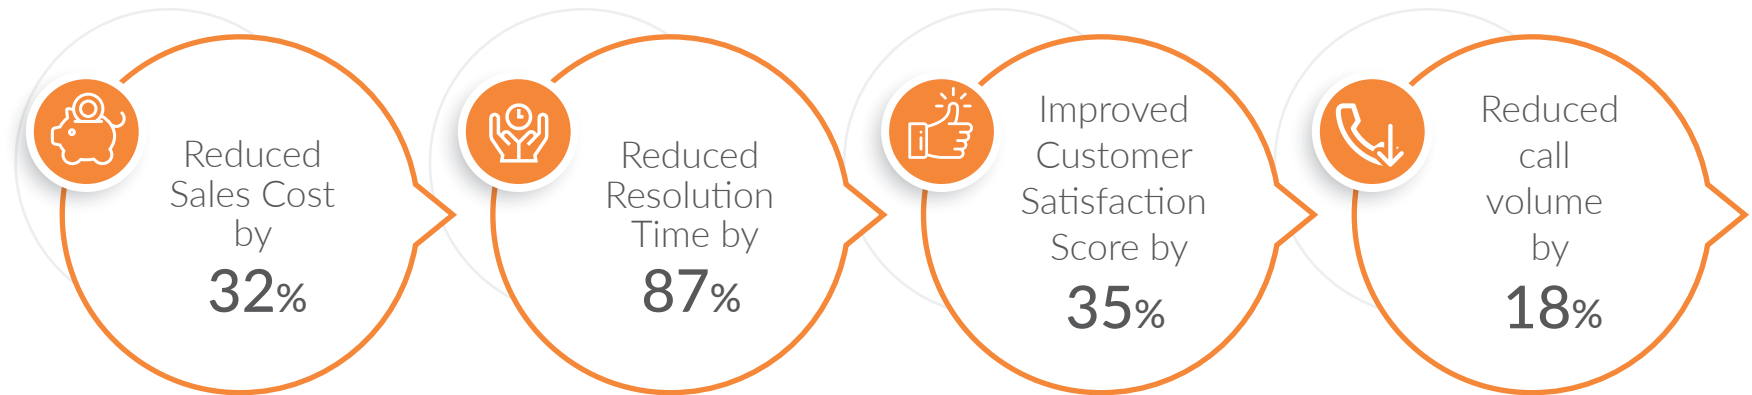 Reduced
Sales Cost
by
32%
Reduced
Resolution
Time by
87%
Improved
Customer
Satisfaction
Score by
35%
Reduced
call
volume
by
18%